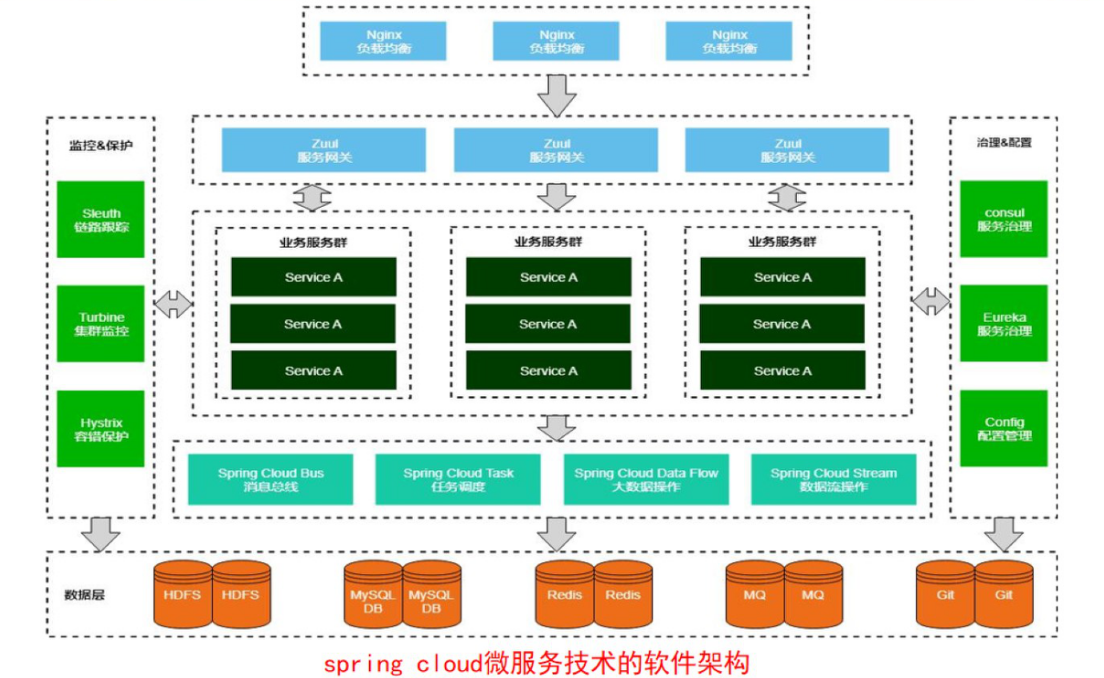 Nginx
负载均衡
Nginx
负载均衡
Nginx
负载均衡
Zuul
服务网关
Zuul
服务网关
Zuul
服务网关
监控&保护
Sleuth
链路跟踪
Turbine
集群监控
Hystrix
容错保护
业务服务群
Service A
Service A
Service A
业务服务群
Service A
Service A
Service A
业务服务群
Service A
Service A
Service A
治理&配置
consul
服务治理
Eureka
服务治理
Config
配置管理
Spring Cloud Bus
消息总线
Spring Cloud Task
任务调度
Spring Cloud Data Flow
大数据操作
Spring Cloud Stream
数据流操作
数据层
HDFS
HDFS
MySQL
DB
MySQL
DB
Redis
Redis
MQ
MQ
Git
Git
spring cloud微服务技术的软件架构